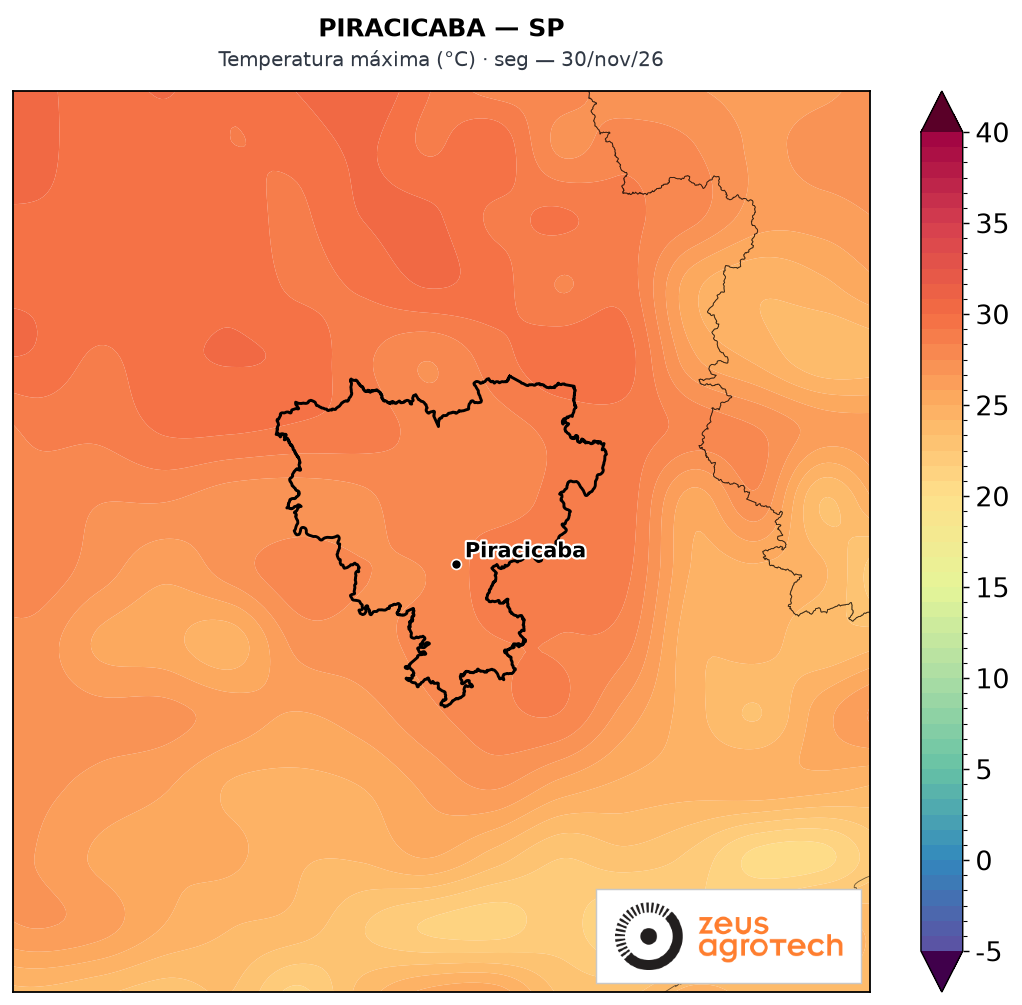 PIRACICABA — SP
Temperatura máxima (°C) · seg — 30/nov/26
40
35
30
25
20
15
10
5
0
-5
Piracicaba
zeus
agrotech